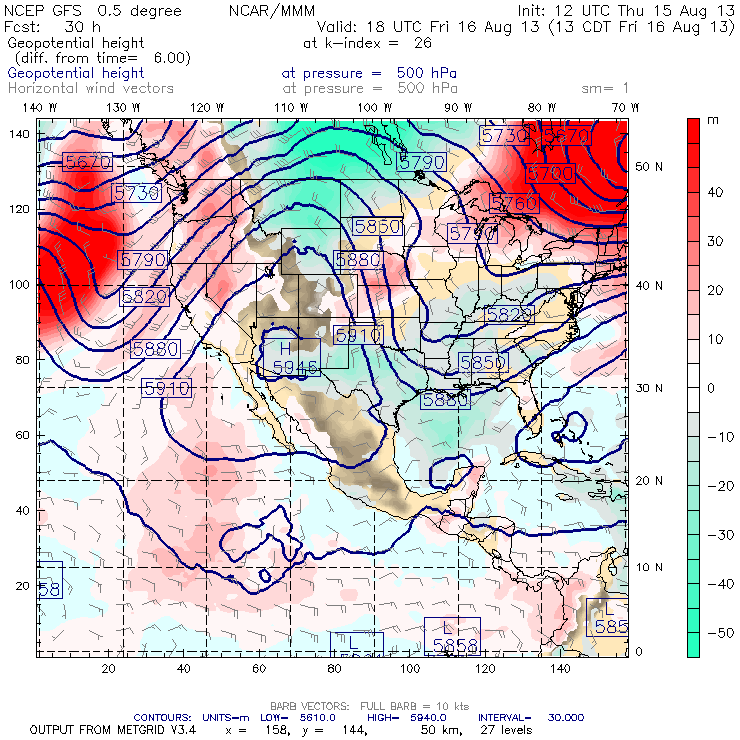 NCEP GFS 0.5 degree NCAR/MMM Init: 12 UTC Thu 15 Aug 13
Fcst: 30 h Valid: 18 UTC Fri 16 Aug 13 (13 CDT Fri 16 Aug 13)
Geopotential height at k-index = 26
(diff. from time= 6.00)
Geopotential height at pressure = 500 hPa
Horizontal wind vectors at pressure = 500 hPa sm= 1
140 W 130 W 120 W 110 W 100 W 90 W 80 W 70 W
m
140
5730
5670
5670
5790
50 N
5700
5730
40
120
5760
5850
5760
30
5790
5880
20
100
40 N
5820
5820
10
5910
80
5880
H
5946
5850
0
30 N
5910
5880
-10
60
20 N
-20
40
-30
10 N
20
58
-40
L
585
L
5858
L
-50
0
20 40 60 80 100 120 140
BARB VECTORS: FULL BARB = 10 kts
CONTOURS: UNITS=m LOW= 5610.0 HIGH= 5940.0 INTERVAL= 30.000
OUTPUT FROM METGRID V3.4 x = 158, y = 144, 50 km, 27 levels